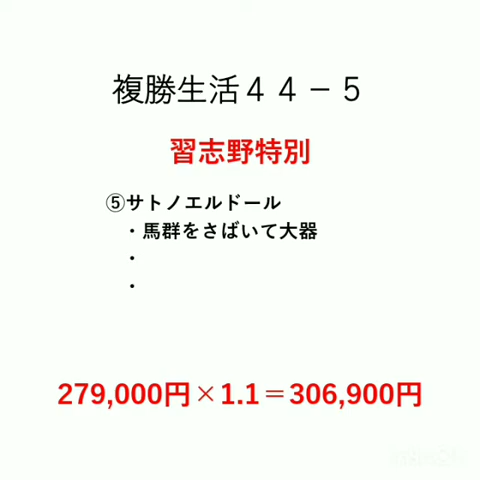 複勝生活４４－５
習志野特別
⑤サトノエルドール
・馬群をさばいて大器
・
・
279,000円×1.1＝306,900円